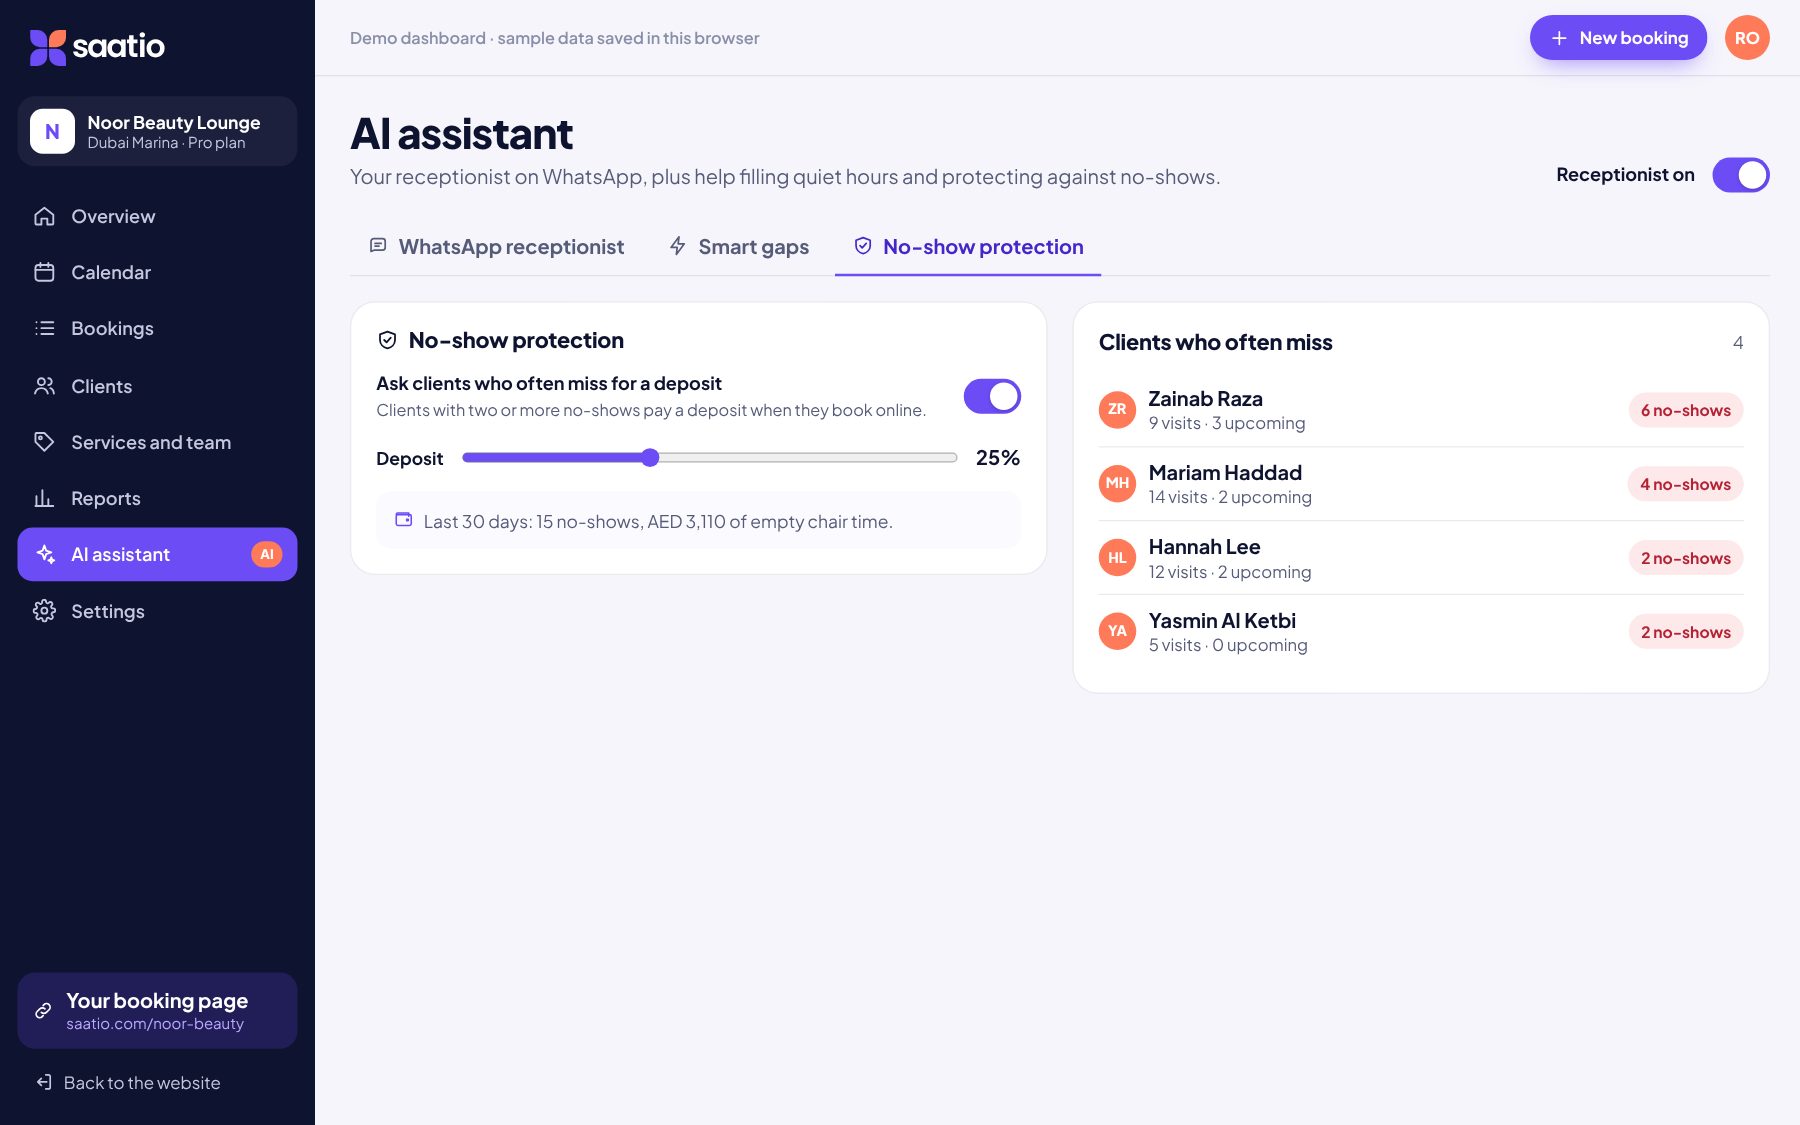 saatio
N
Noor Beauty Lounge
Dubai Marina · Pro plan
Overview
Calendar
Bookings
Clients
Services and team
Reports
AI assistant
AI
Settings
Your booking page
saatio.com/noor-beauty
Back to the website
Demo dashboard · sample data saved in this browser
New booking
RO
AI assistant
Your receptionist on WhatsApp, plus help filling quiet hours and protecting against no-shows.
Receptionist on
WhatsApp receptionist
Smart gaps
No-show protection
No-show protection
Ask clients who often miss for a deposit
Clients with two or more no-shows pay a deposit when they book online.
Deposit
25%
Last 30 days: 15 no-shows, AED 3,110 of empty chair time.
Clients who often miss
4
ZR
Zainab Raza
9 visits · 3 upcoming
6 no-shows
MH
Mariam Haddad
14 visits · 2 upcoming
4 no-shows
HL
Hannah Lee
12 visits · 2 upcoming
2 no-shows
YA
Yasmin Al Ketbi
5 visits · 0 upcoming
2 no-shows